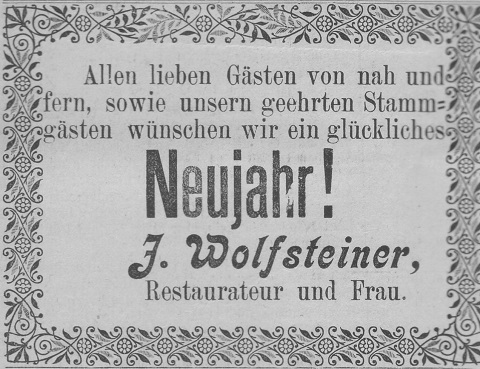 Allen lieben Gästen von nah und
fern, sowie unsern geehrten Stamm=
gästen wünschen wir ein glückliches
Neujahr!
J. Wolfsteiner,
Restaurateur und Frau.